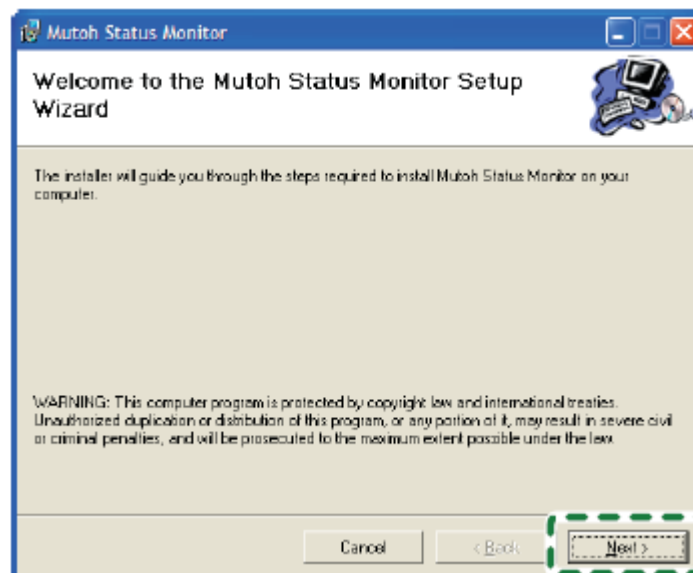 Mutoh Status Monitor
Welcome to the Mutoh Status Monitor Setup
Wizard
The installer will guide you through the steps required to install Mutoh Status Monitor on your
computer.
WARNING: This computer program is protected by copyright law and international treaties.
Unauthorized duplication or distribution of this program, or any portion of it, may result in severe civil
or criminal penalties, and will be prosecuted to the maximum extent possible under the law.
Cancel < Back Next >